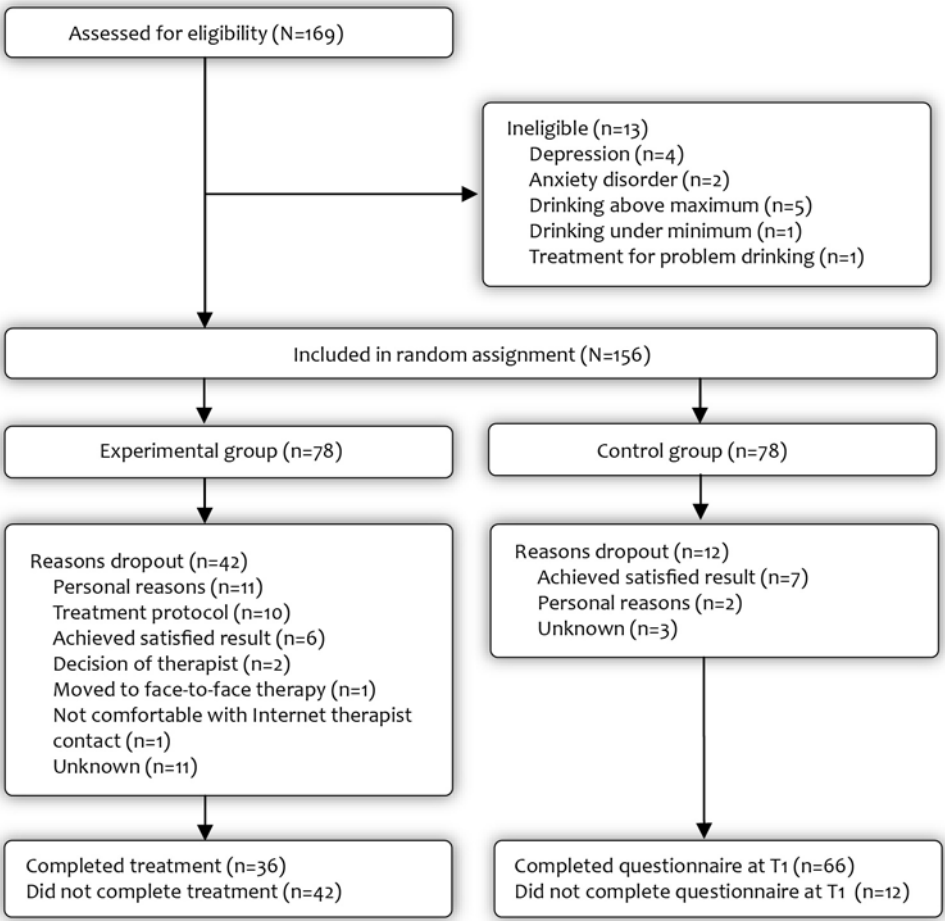 Assessed for eligibility (N=169)
Ineligible (n=13)
Depression (n=4)
Anxiety disorder (n=2)
Drinking above maximum (n=5)
Drinking under minimum (n=1)
Treatment for problem drinking (n=1)
Included in random assignment (N=156)
Experimental group (n=78)
Control group (n=78)
Reasons dropout (n=42)
Personal reasons (n=11)
Treatment protocol (n=10)
Achieved satisfied result (n=6)
Decision of therapist (n=2)
Moved to face-to-face therapy (n=1)
Not comfortable with Internet therapist
contact (n=1)
Unknown (n=11)
Reasons dropout (n=12)
Achieved satisfied result (n=7)
Personal reasons (n=2)
Unknown (n=3)
Completed treatment (n=36)
Did not complete treatment (n=42)
Completed questionnaire at T1 (n=66)
Did not complete questionnaire at T1 (n=12)